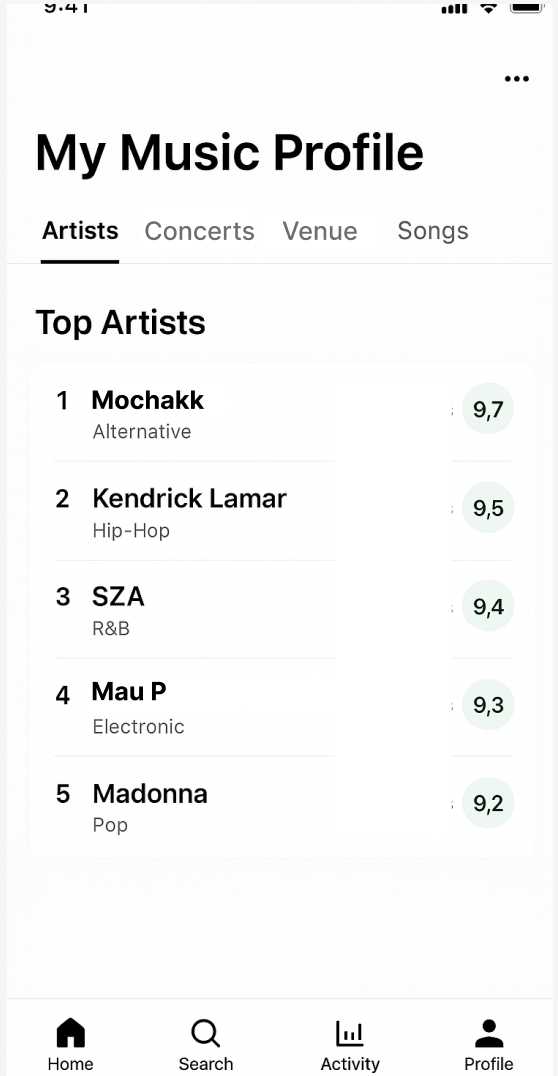 9:41
My Music Profile
Artists Concerts Venue Songs
Top Artists
1 Mochakk 9,7
Alternative
2 Kendrick Lamar 9,5
Hip-Hop
3 SZA 9,4
R&B
4 Mau P 9,3
Electronic
5 Madonna 9,2
Pop
Home Search Activity Profile